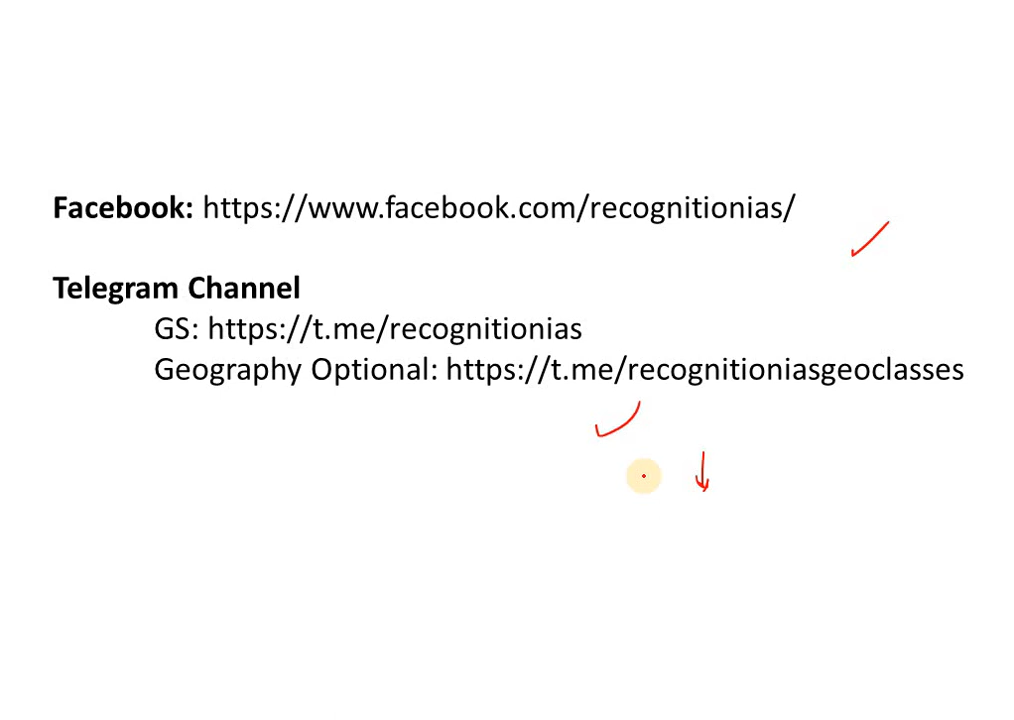 Facebook: https://www.facebook.com/recognitionias/
Telegram Channel
GS: https://t.me/recognitionias
Geography Optional: https://t.me/recognitioniasgeoclasses